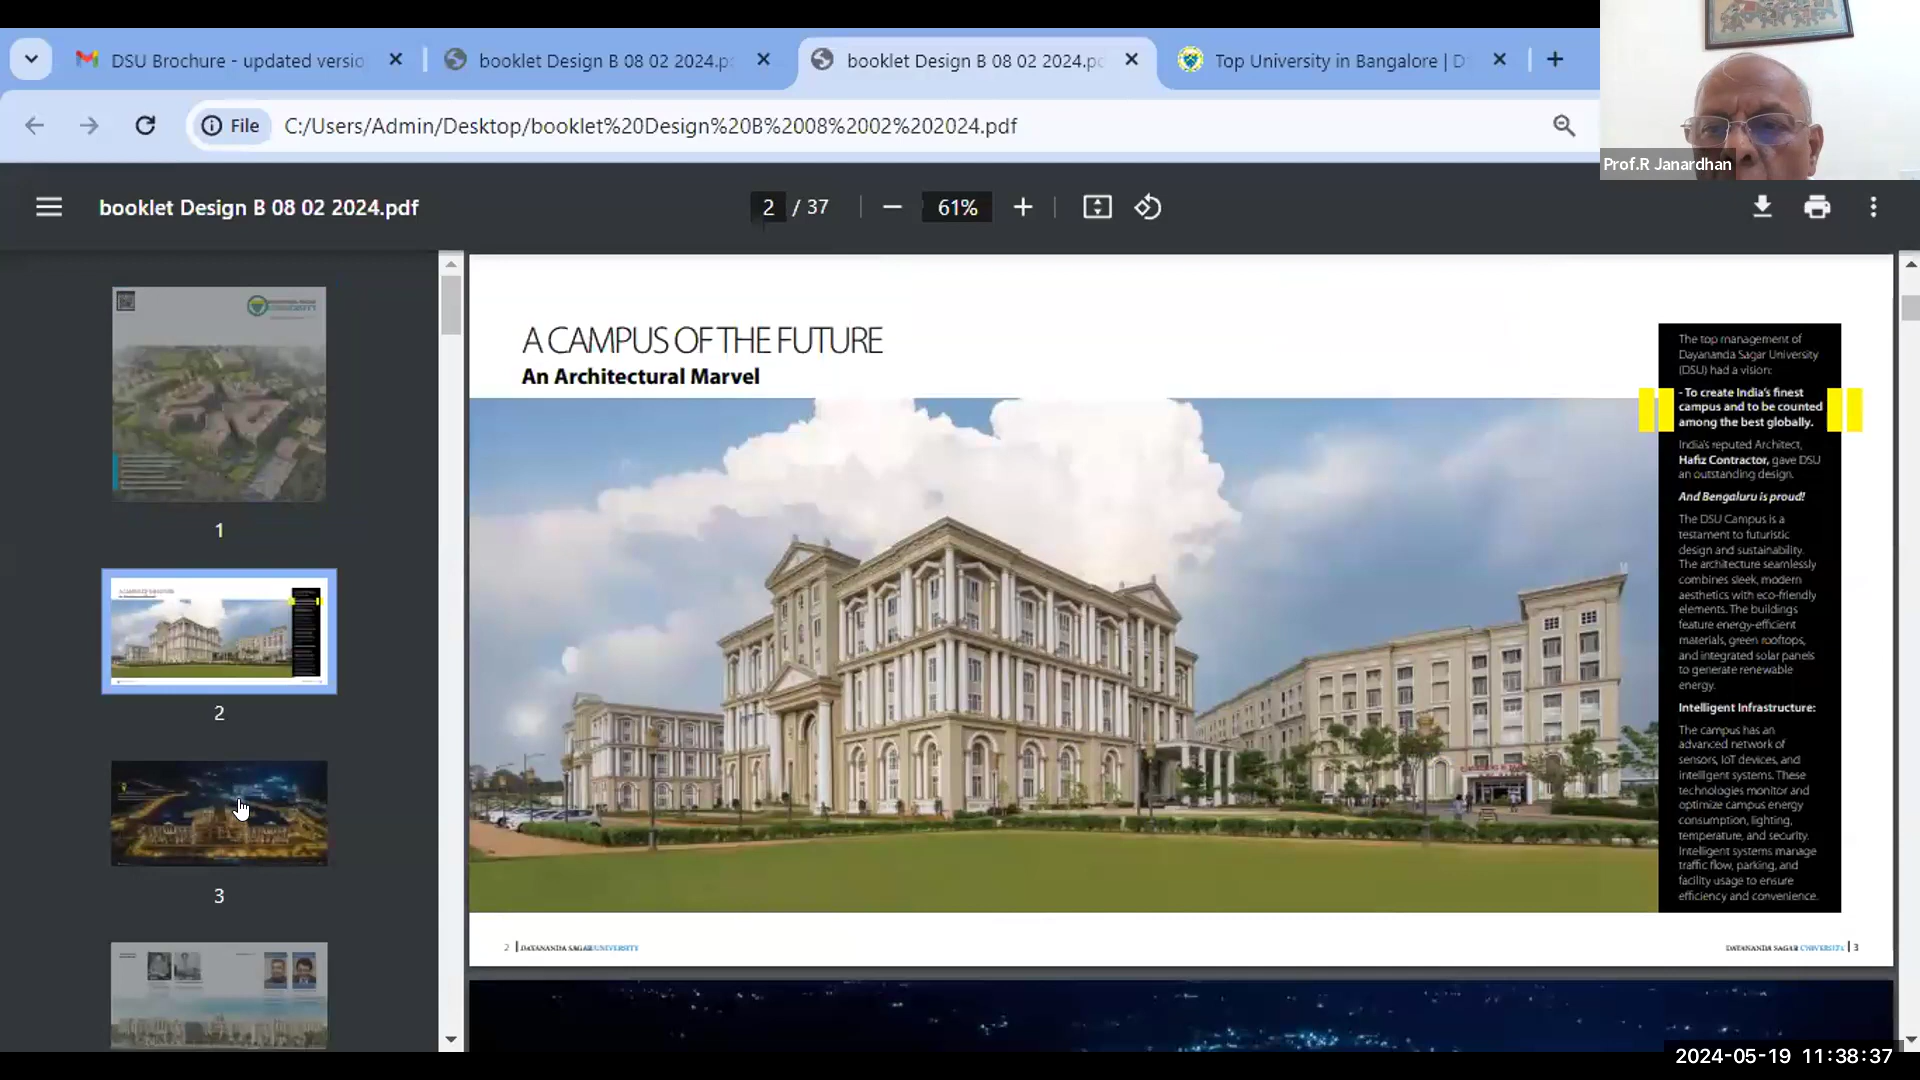 DSU Brochure - updated versio
booklet Design B 08 02 2024.p
booklet Design B 08 02 2024.pd
Top University in Bangalore | D
File
C:/Users/Admin/Desktop/booklet%20Design%20B%2008%2002%202024.pdf
Prof.R Janardhan
booklet Design B 08 02 2024.pdf
2 / 37
61%
1
2
3
A CAMPUS OF THE FUTURE
An Architectural Marvel
The top management of
Dayananda Sagar University
(DSU) had a vision:
- To create India's finest
campus and to be counted
among the best globally.
India's reputed Architect,
Hafiz Contractor, gave DSU
an outstanding design.
And Bengaluru is proud!
The DSU Campus is a
testament to futuristic
design and sustainability.
The architecture seamlessly
combines sleek, modern
aesthetics with eco-friendly
elements. The buildings
feature energy-efficient
materials, green rooftops,
and integrated solar panels
to generate renewable
energy.
Intelligent Infrastructure:
The campus has an
advanced network of
sensors, IoT devices, and
intelligent systems. These
technologies monitor and
optimize campus energy
consumption, lighting,
temperature, and security.
Intelligent systems manage
traffic flow, parking, and
facility usage to ensure
efficiency and convenience.
2 | DAYANANDA SAGAR UNIVERSITY
DAYANANDA SAGAR UNIVERSITY | 3
2024-05-19 11:38:37